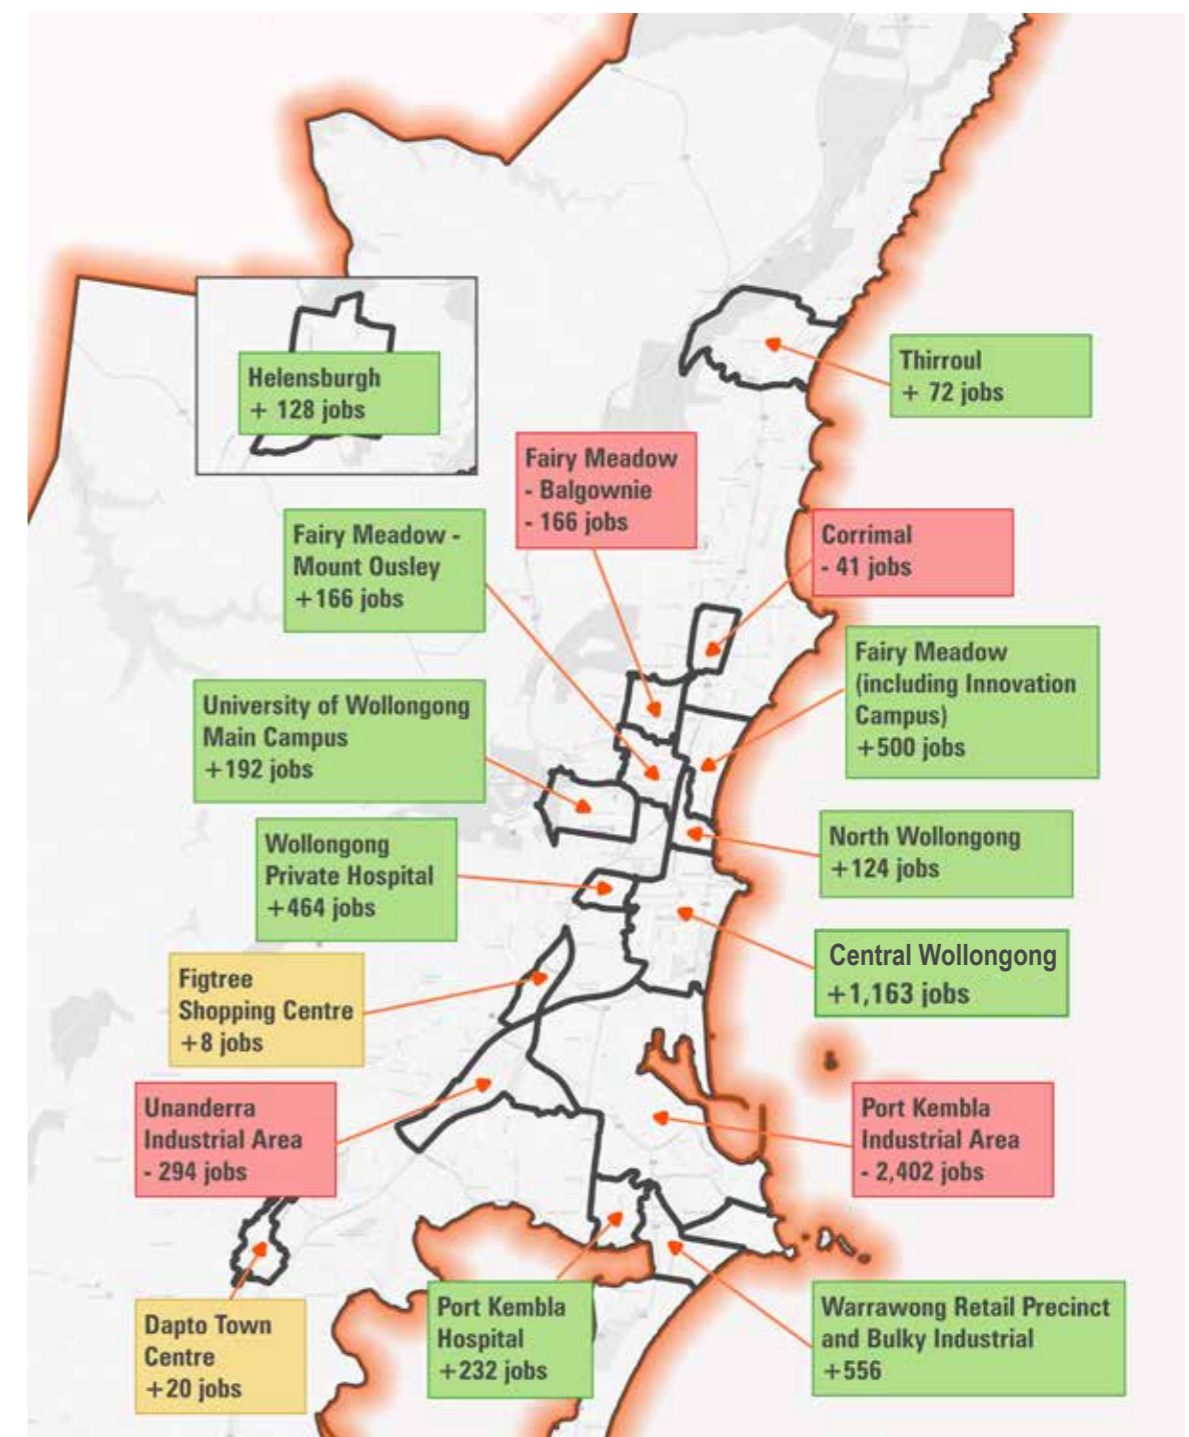 Helensburgh
+ 128 jobs
Thirroul
+ 72 jobs
Fairy Meadow
- Balgownie
- 166 jobs
Fairy Meadow -
Mount Ousley
+166 jobs
Corrimal
- 41 jobs
Fairy Meadow
(including Innovation
Campus)
+500 jobs
University of Wollongong
Main Campus
+192 jobs
North Wollongong
+124 jobs
Wollongong
Private Hospital
+464 jobs
Central Wollongong
+1,163 jobs
Figtree
Shopping Centre
+8 jobs
Unanderra
Industrial Area
- 294 jobs
Port Kembla
Industrial Area
- 2,402 jobs
Dapto Town
Centre
+20 jobs
Port Kembla
Hospital
+232 jobs
Warrawong Retail Precinct
and Bulky Industrial
+556